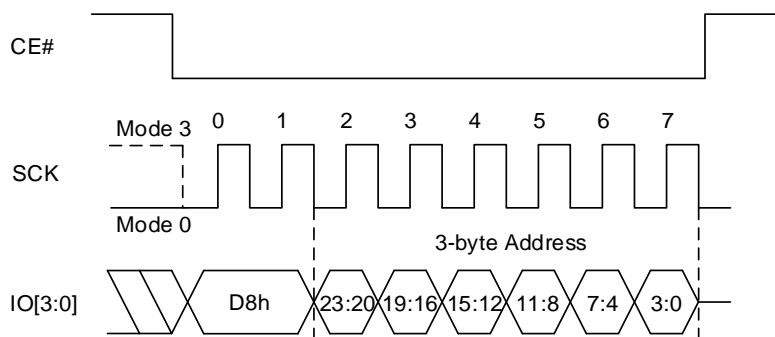 CE#
Mode 3 0 1 2 3 4 5 6 7
SCK
Mode 0
3-byte Address
IO[3:0] D8h 23:20 19:16 15:12 11:8 7:4 3:0